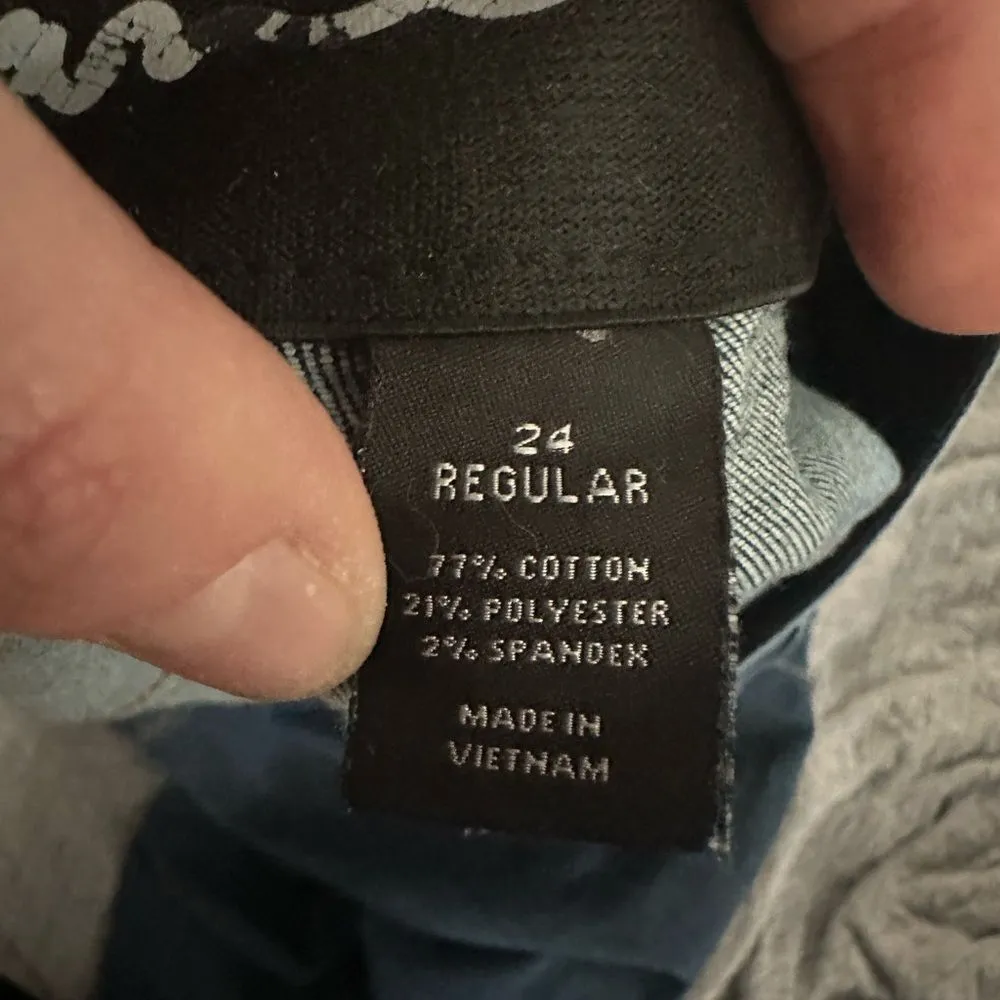 24
REGULAR
77% COTTON
21% POLYESTER
2% SPANDEX
MADE IN
VIETNAM